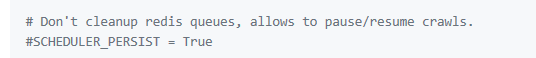 # Don't cleanup redis queues, allows to pause/resume crawls.
#SCHEDULER_PERSIST = True